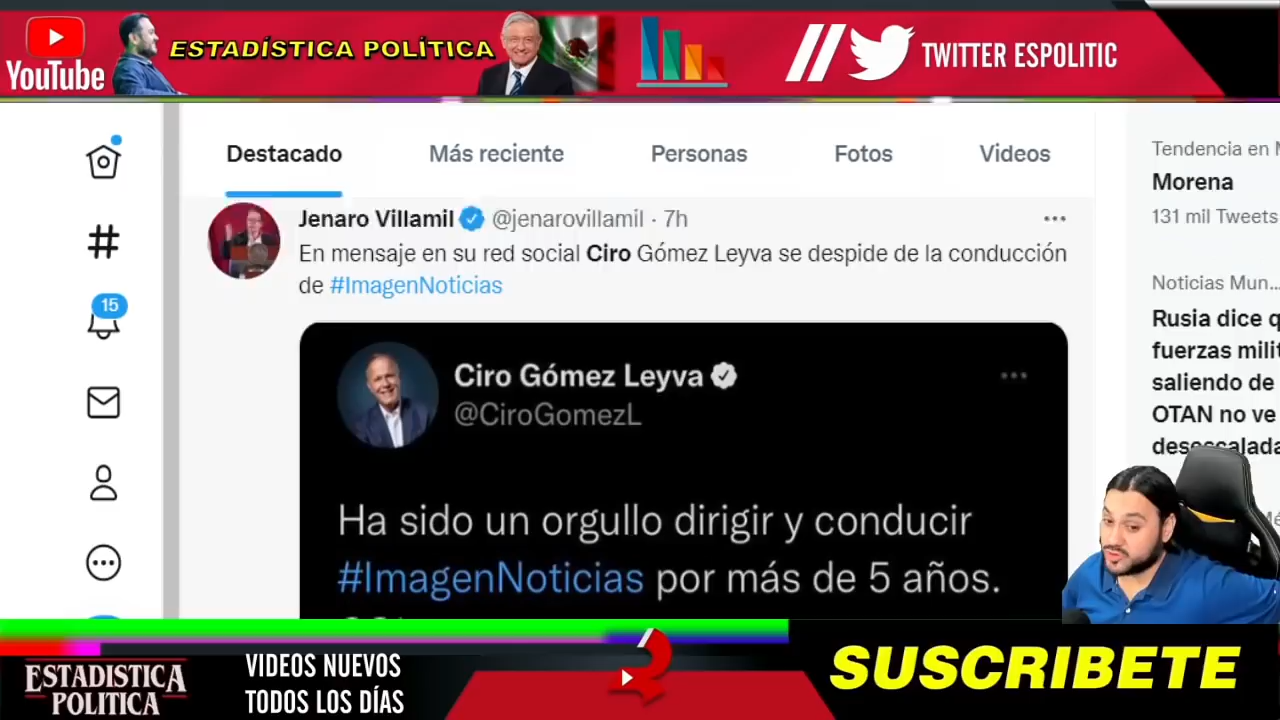 YouTube
ESTADÍSTICA POLÍTICA
TWITTER ESPOLITIC
Destacado
Más reciente
Personas
Fotos
Videos
Jenaro Villamil @jenarovillamil · 7h
En mensaje en su red social Ciro Gómez Leyva se despide de la conducción
de #ImagenNoticias
Ciro Gómez Leyva
@CiroGomezL
Ha sido un orgullo dirigir y conducir
#ImagenNoticias por más de 5 años.
15
Tendencia en
Morena
131 mil Tweets
Noticias Mun...
Rusia dice
fuerzas
saliendo de
OTAN no ve
ESTADISTICA
POLÍTICA
VIDEOS NUEVOS
TODOS LOS DÍAS
SUSCRIBETE